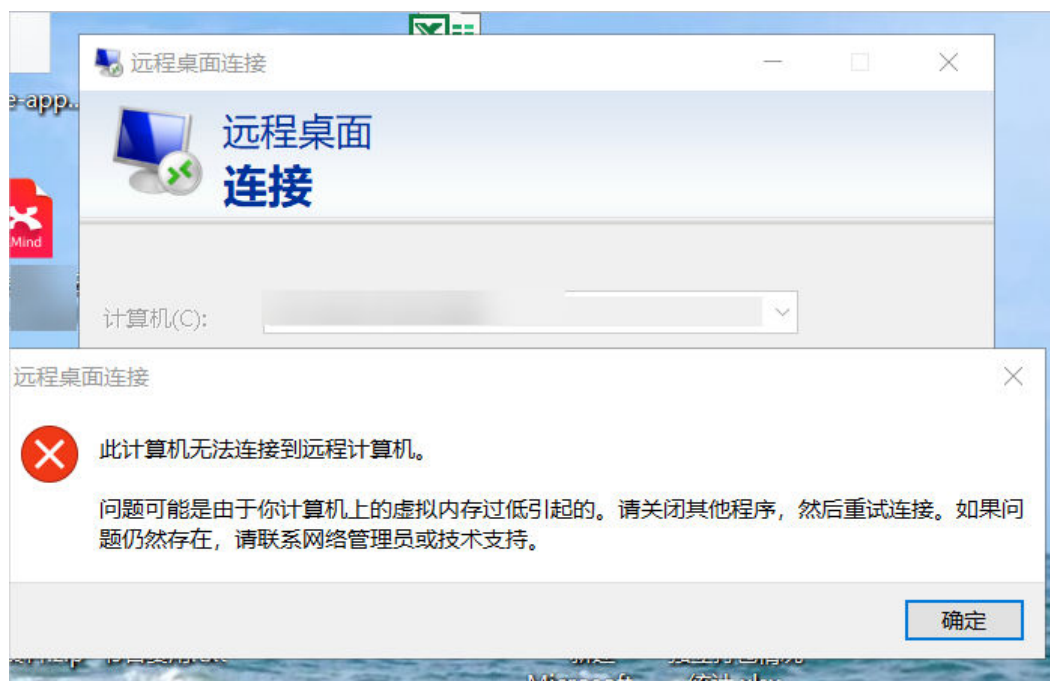 远程桌面连接
远程桌面
连接
Mind
计算机(C):
远程桌面连接
此计算机无法连接到远程计算机。
问题可能是由于你计算机上的虚拟内存过低引起的。请关闭其他程序，然后重试连接。如果问
题仍然存在，请联系网络管理员或技术支持。
确定